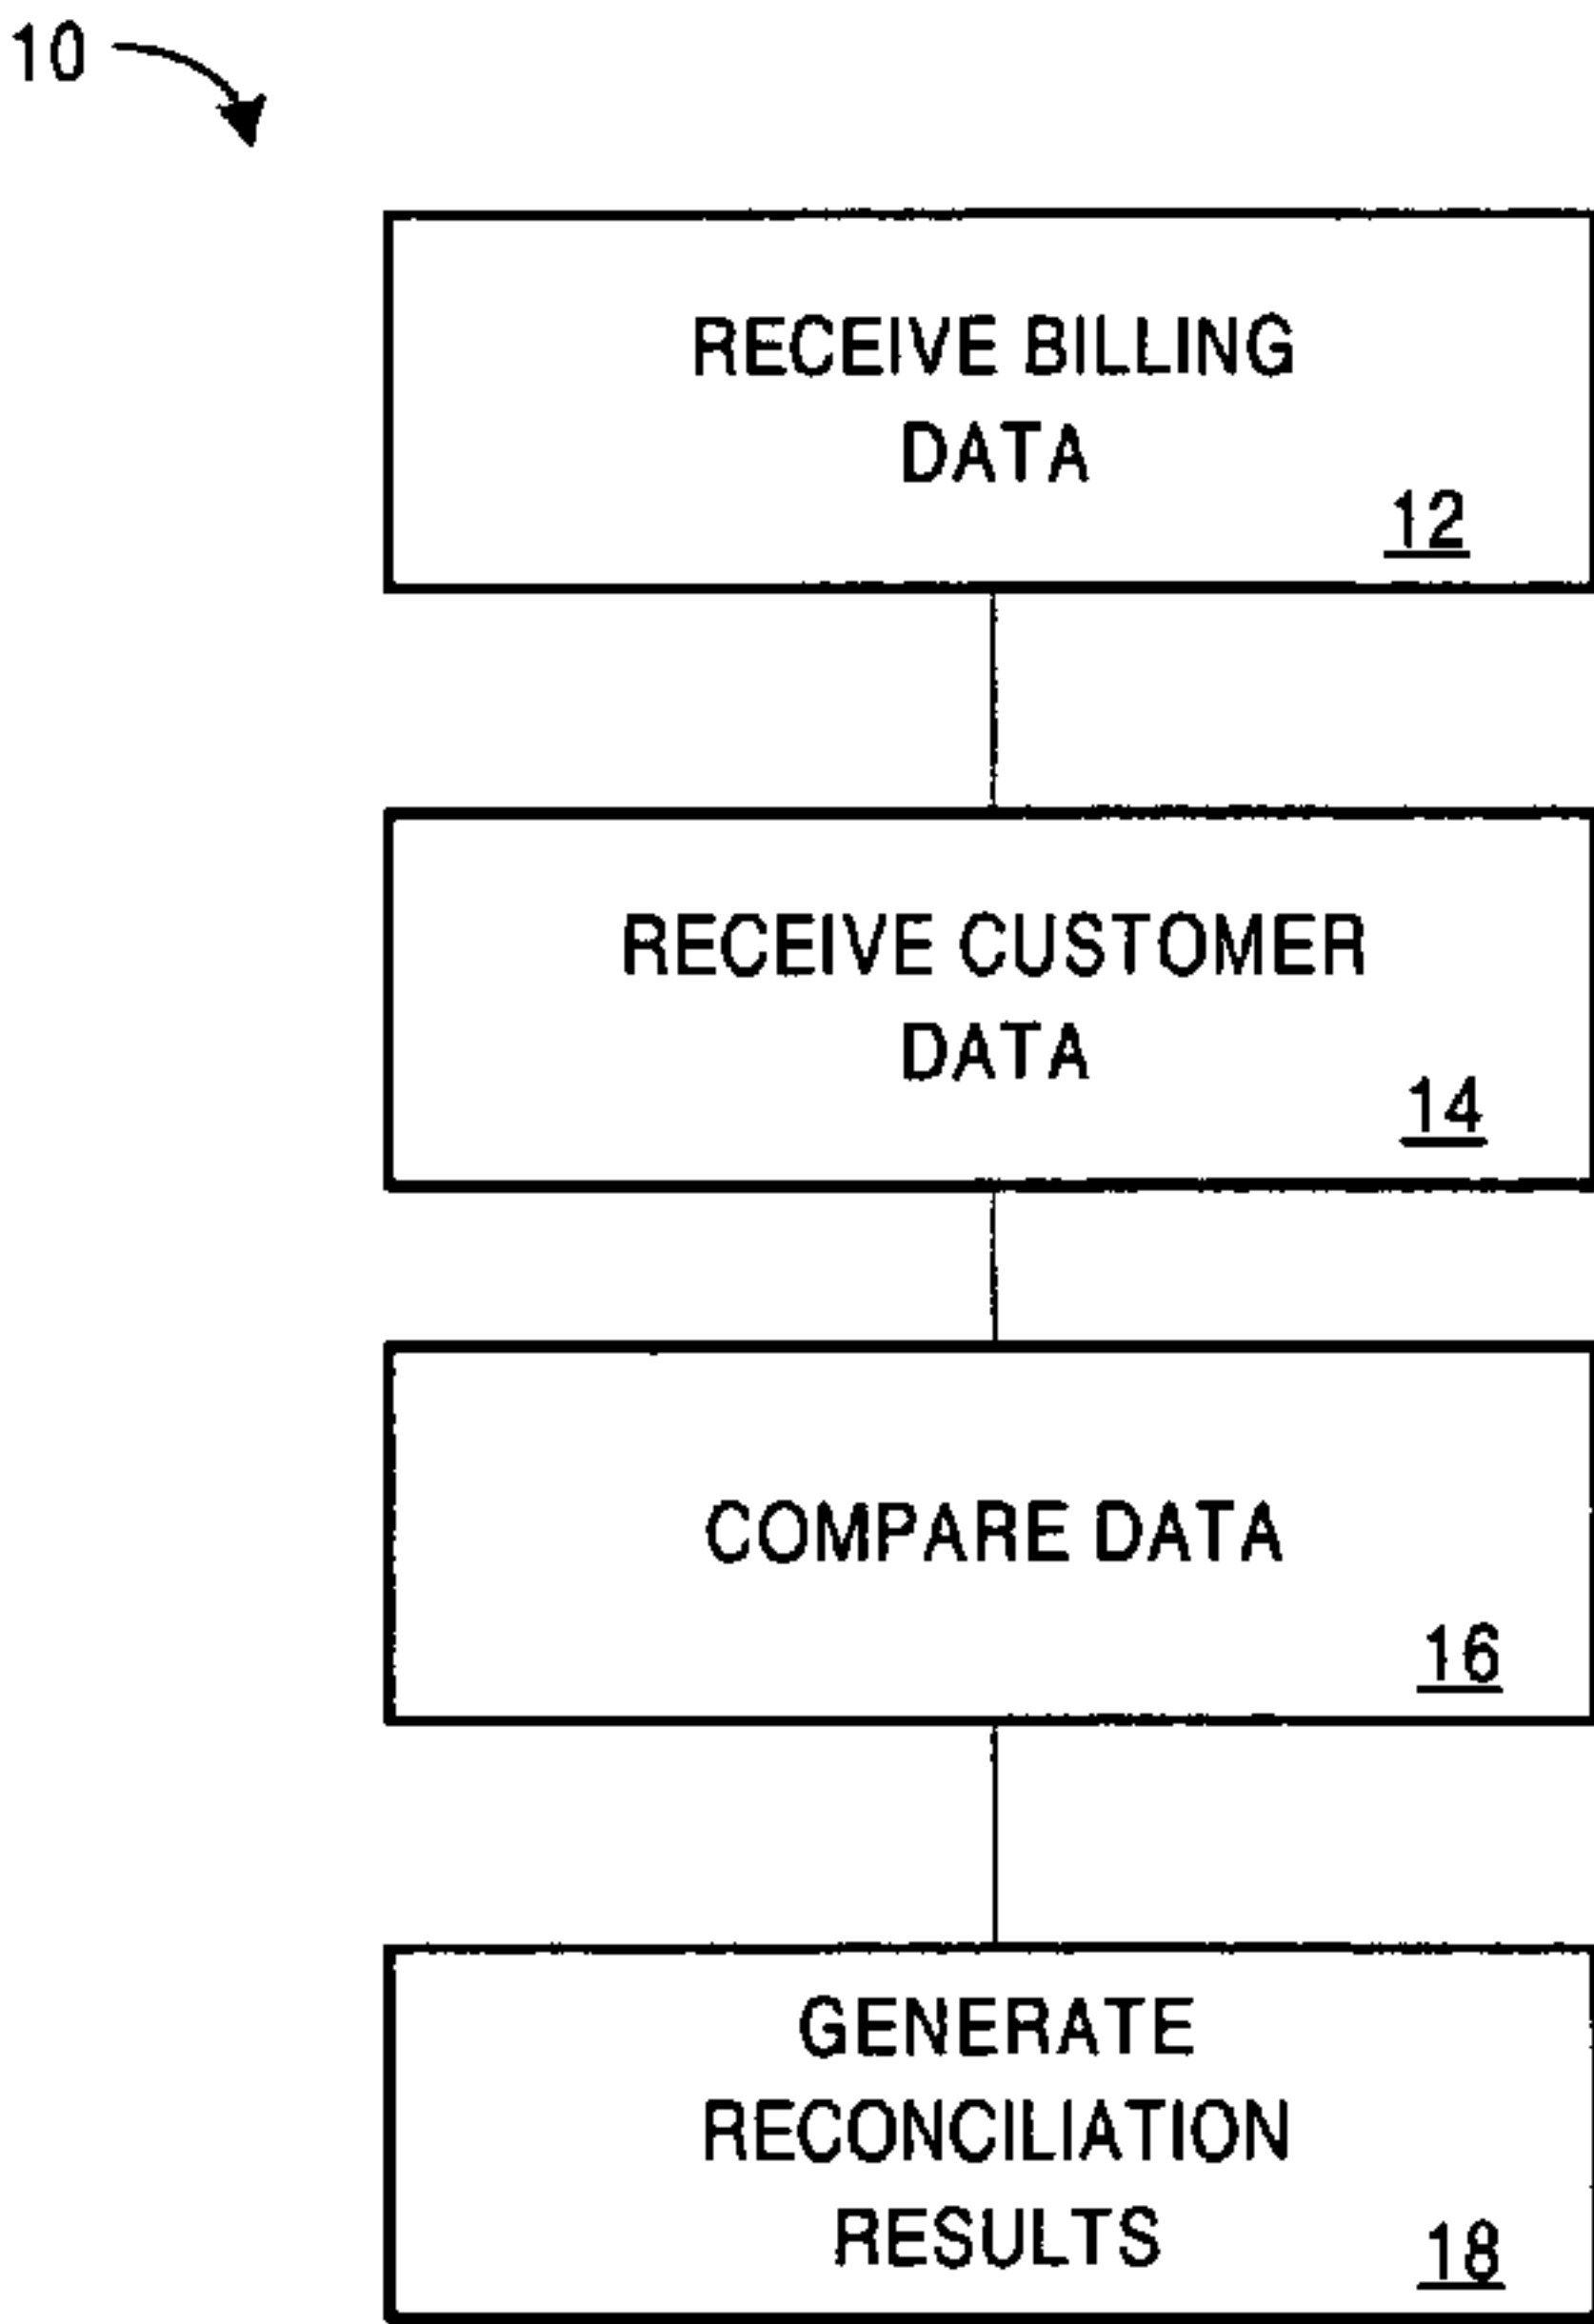 10
RECEIVE BILLING
DATA
12
RECEIVE CUSTOMER
DATA
14
COMPARE DATA
16
GENERATE
RECONCILIATION
RESULTS
18